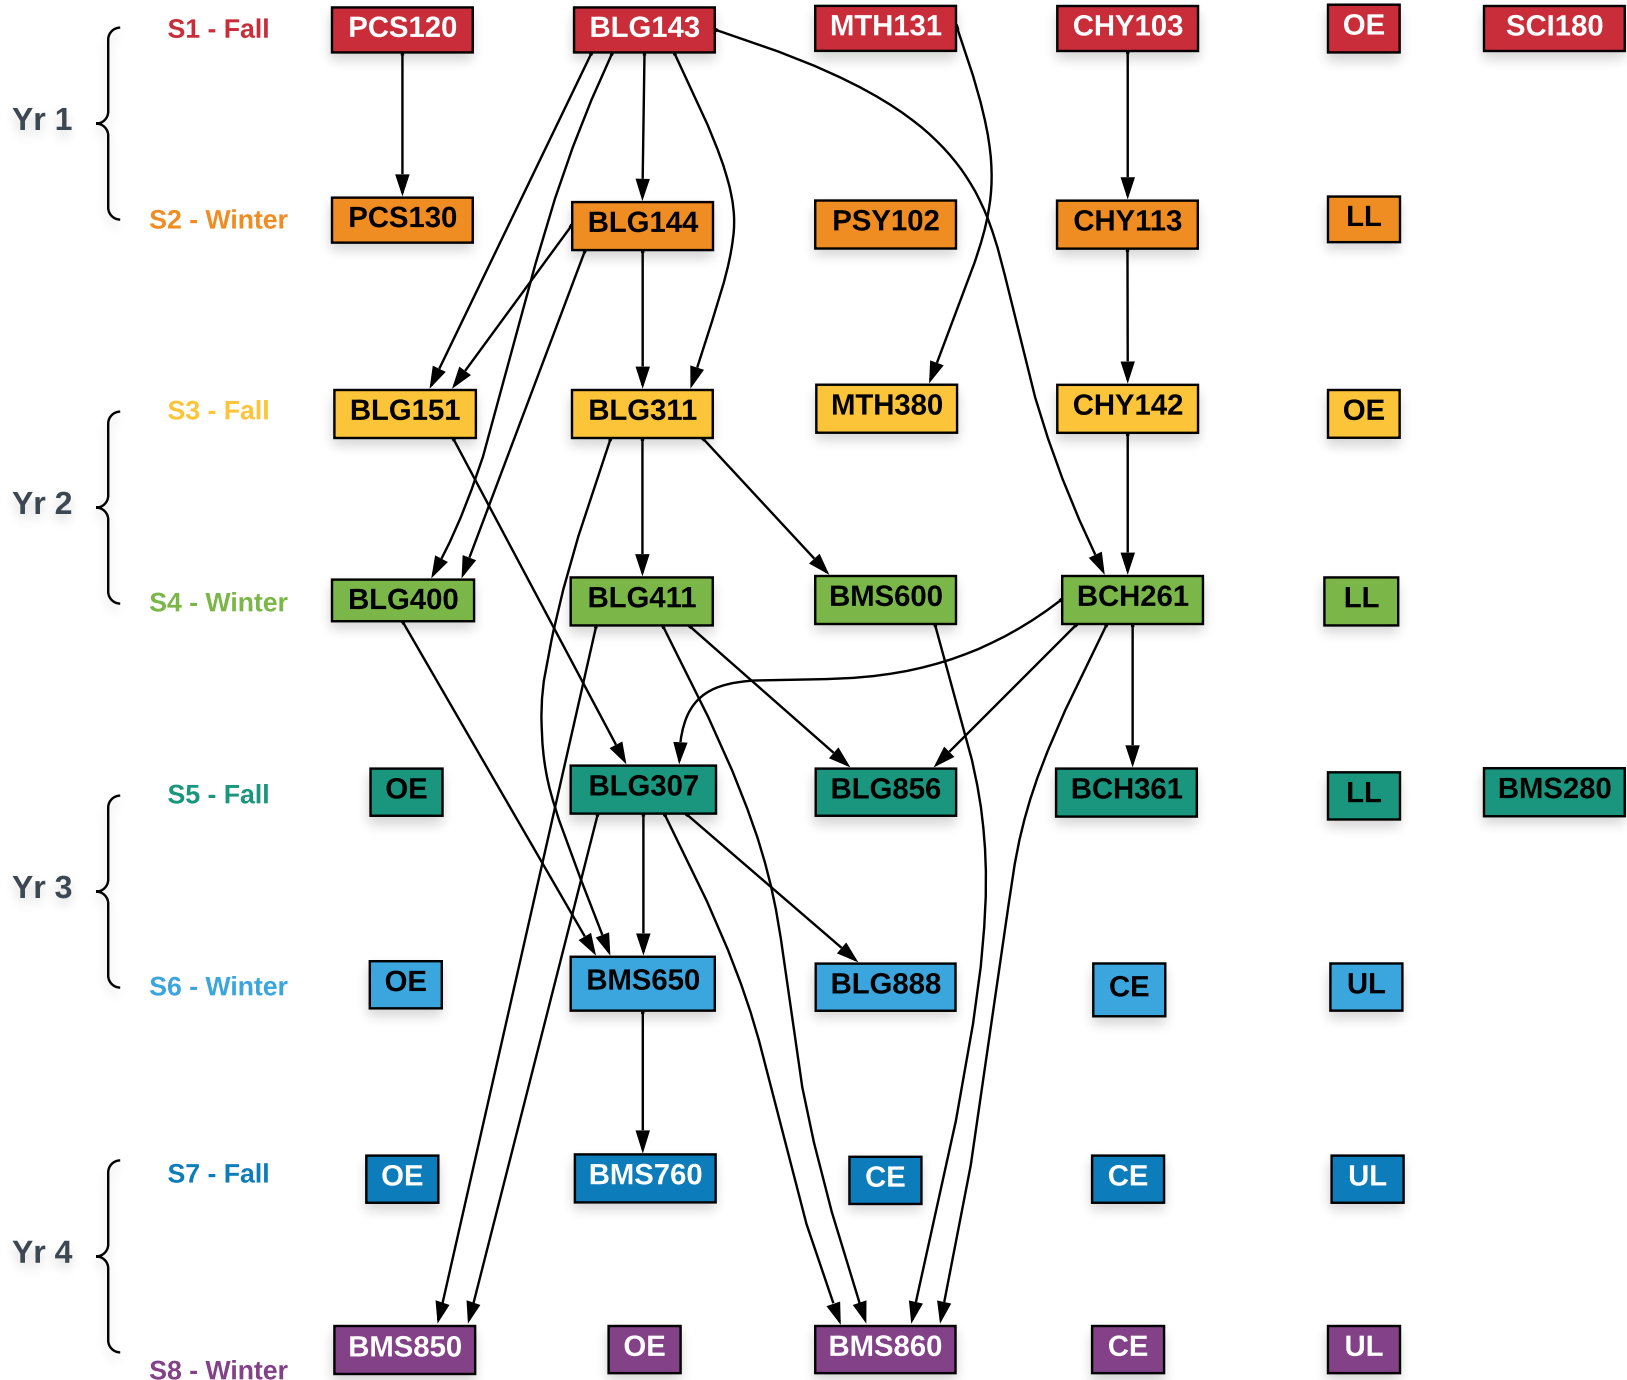 S1 - Fall PCS120 BLG143 MTH131 CHY103 OE SCI180
Yr 1
S2 - Winter PCS130 BLG144 PSY102 CHY113 LL
S3 - Fall BLG151 BLG311 MTH380 CHY142 OE
Yr 2
S4 - Winter BLG400 BLG411 BMS600 BCH261 LL
S5 - Fall OE BLG307 BLG856 BCH361 LL BMS280
Yr 3
S6 - Winter OE BMS650 BLG888 CE UL
S7 - Fall OE BMS760 CE CE UL
Yr 4
S8 - Winter BMS850 OE BMS860 CE UL